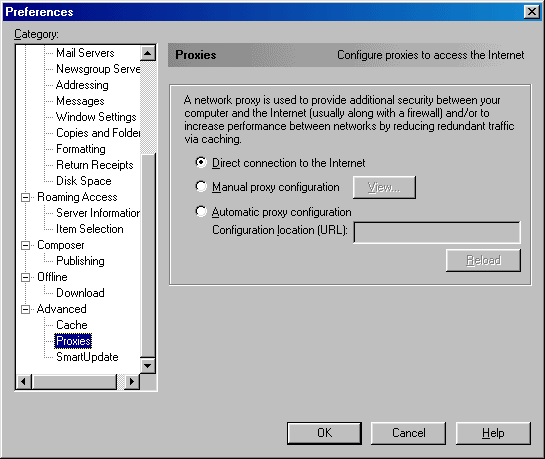 Preferences
Category:
Mail Servers
Newsgroup Serve
Addressing
Messages
Window Settings
Copies and Folder
Formatting
Return Receipts
Disk Space
Roaming Access
Server Information
Item Selection
Composer
Publishing
Offline
Download
Advanced
Cache
Proxies
SmartUpdate
Proxies Configure proxies to access the Internet
A network proxy is used to provide additional security between your
computer and the Internet (usually along with a firewall) and/or to
increase performance between networks by reducing redundant traffic
via caching.
Direct connection to the Internet
Manual proxy configuration View...
Automatic proxy configuration
Configuration location (URL):
Reload
OK Cancel Help